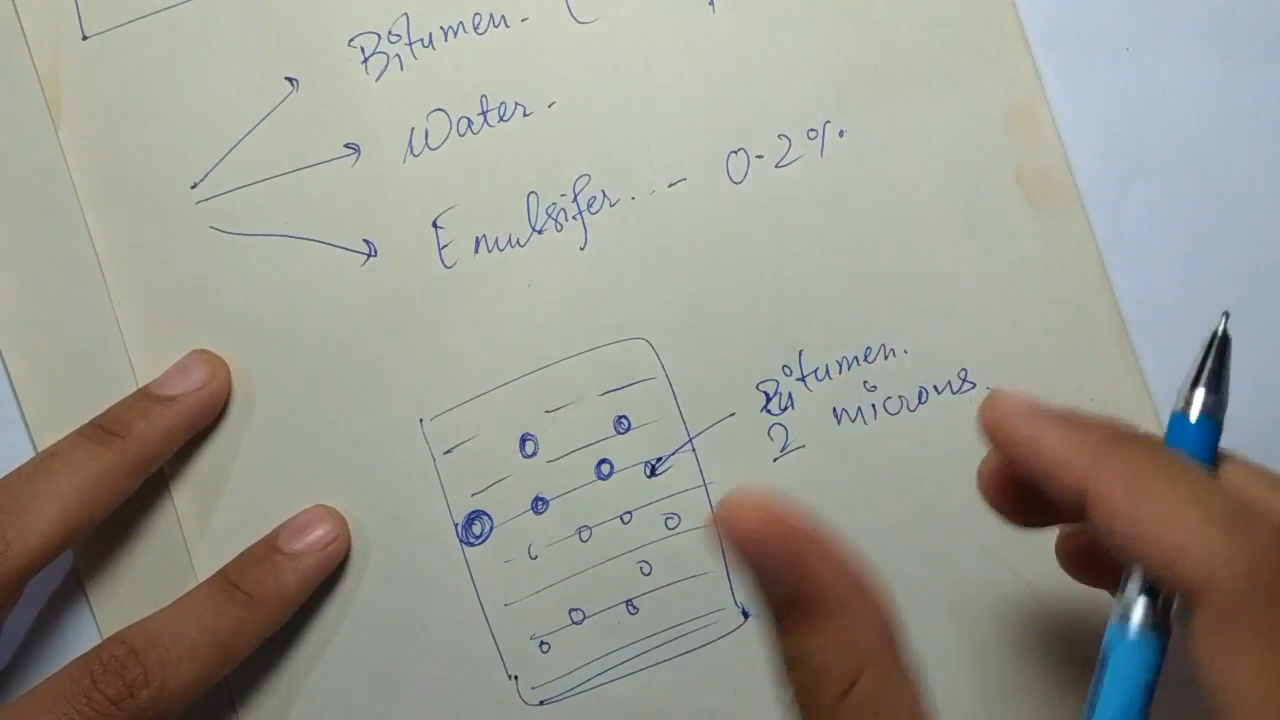 Bitumen. - (
Water -
Emulsifer... - 0.2%.
Bitumen.
2 microns.